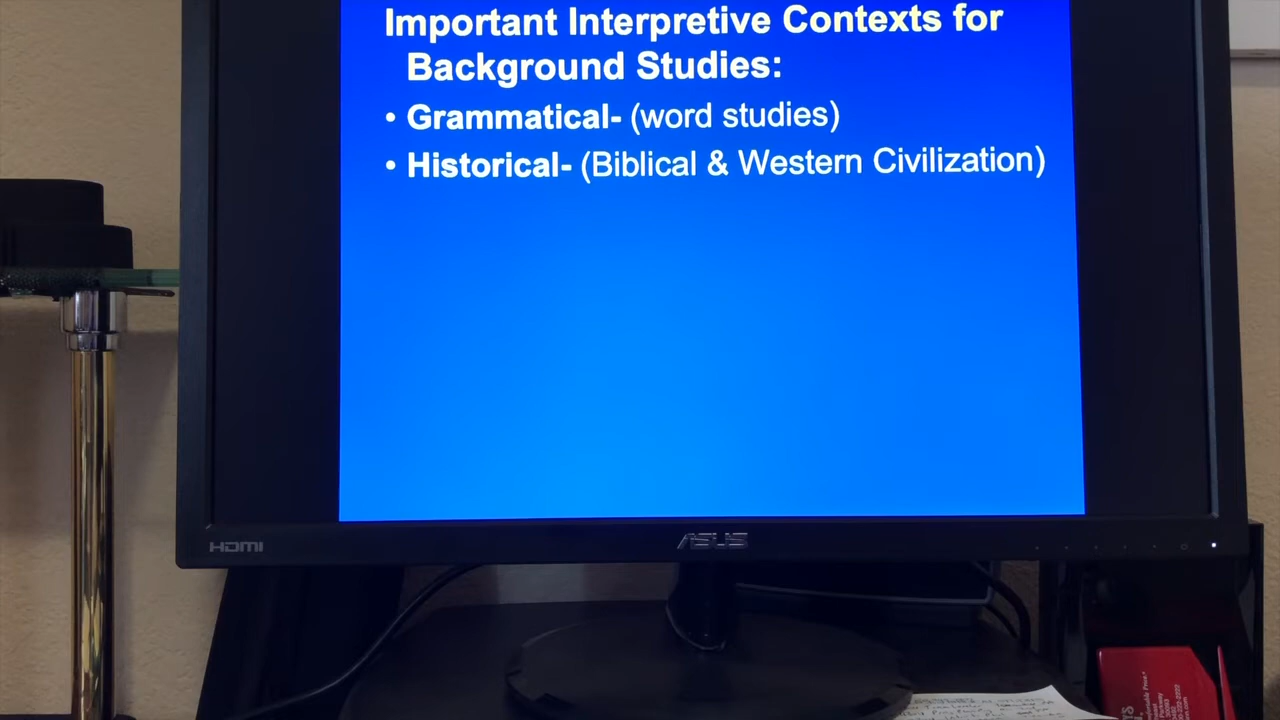 Important Interpretive Contexts for
Background Studies:
• Grammatical- (word studies)
• Historical- (Biblical & Western Civilization)
HDMI
ASUS